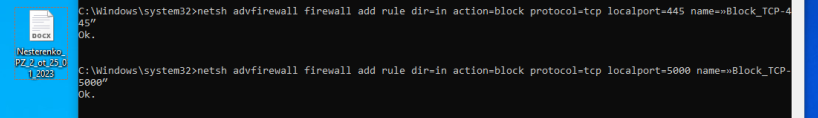 DOCX
Nesterenko_
PZ_2_ot_25_0
1_2023
C:\Windows\system32>netsh advfirewall firewall add rule dir=in action=block protocol=tcp localport=445 name=»Block_TCP-4
45”
Ok.
C:\Windows\system32>netsh advfirewall firewall add rule dir=in action=block protocol=tcp localport=5000 name=»Block_TCP-
5000”
Ok.